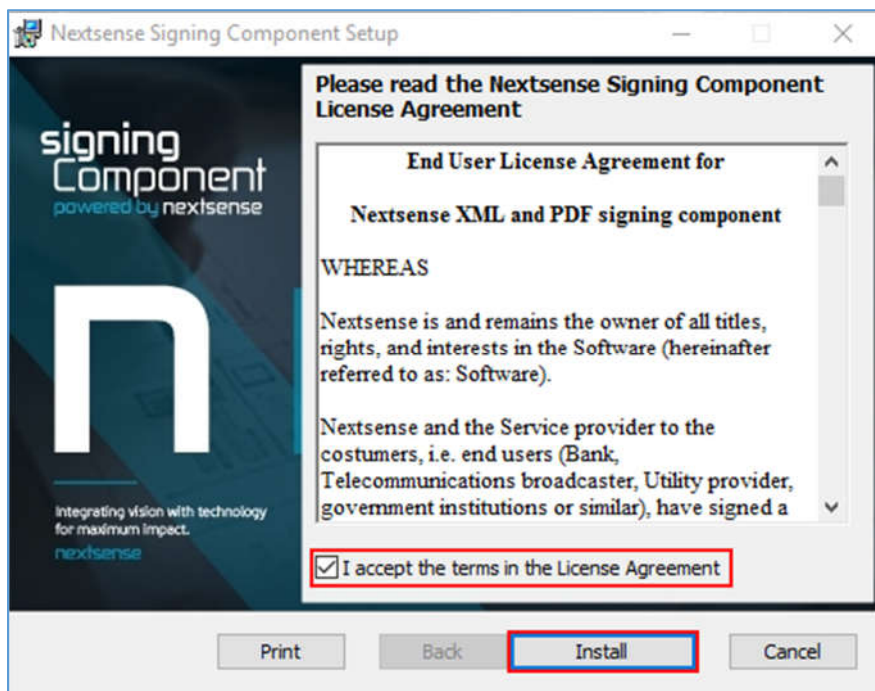 Nextsense Signing Component Setup
signing
Component
powered by nextsense
n
Integrating vision with technology
for maximum impact.
nextsense
Please read the Nextsense Signing Component
License Agreement
End User License Agreement for
Nextsense XML and PDF signing component
WHEREAS
Nextsense is and remains the owner of all titles,
rights, and interests in the Software (hereinafter
referred to as: Software).
Nextsense and the Service provider to the
costumers, i.e. end users (Bank,
Telecommunications broadcaster, Utility provider,
government institutions or similar), have signed a
I accept the terms in the License Agreement
Print
Back
Install
Cancel